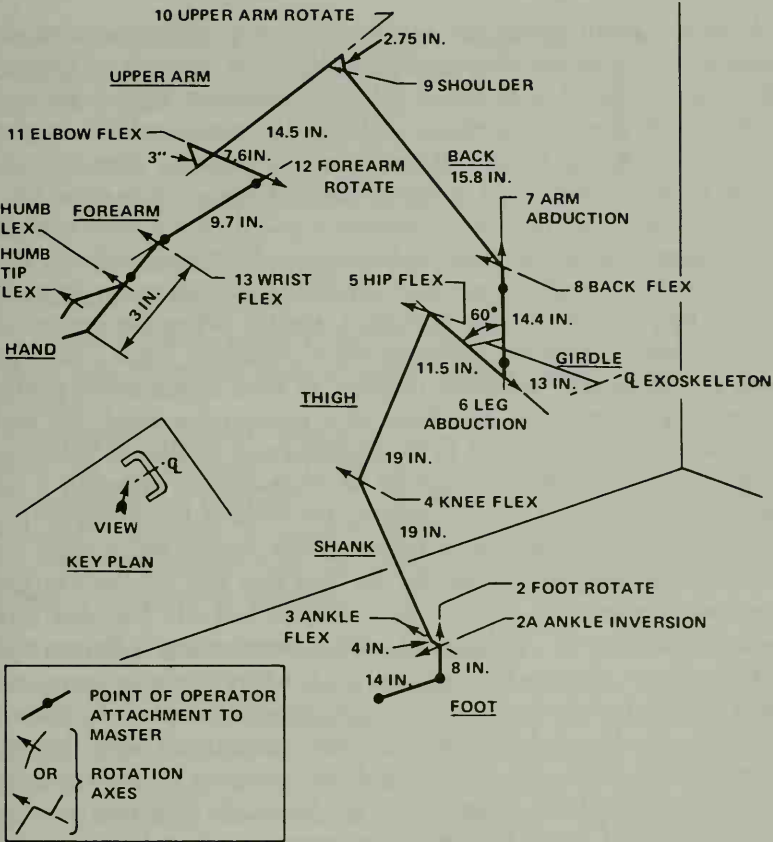 10 UPPER ARM ROTATE
2.75 IN.
UPPER ARM
9 SHOULDER
14.5 IN.
11 ELBOW FLEX
3"
7.6IN.
12 FOREARM
ROTATE
BACK
15.8 IN.
7 ARM
ABDUCTION
HUMB
LEX
FOREARM
9.7 IN.
HUMB
TIP
LEX
13 WRIST
FLEX
3 IN.
HAND
5 HIP FLEX
8 BACK FLEX
60°
14.4 IN.
11.5 IN.
GIRDLE
13 IN.
℄ EXOSKELETON
6 LEG
ABDUCTION
THIGH
19 IN.
4 KNEE FLEX
19 IN.
℄
VIEW
KEY PLAN
SHANK
2 FOOT ROTATE
3 ANKLE
FLEX
2A ANKLE INVERSION
4 IN.
8 IN.
14 IN.
FOOT
POINT OF OPERATOR
ATTACHMENT TO
MASTER
OR
ROTATION
AXES